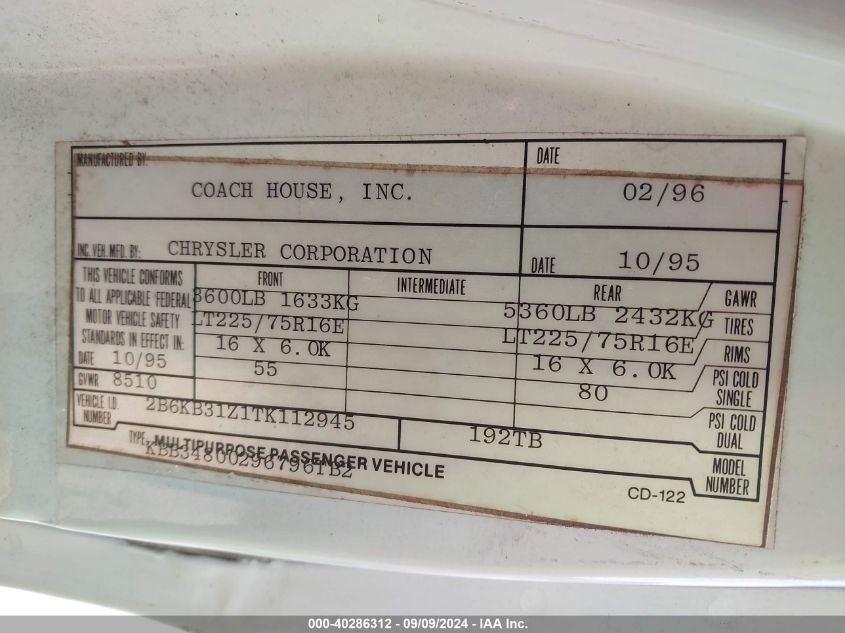 MANUFACTURED BY: DATE
COACH HOUSE, INC. 02/96
INC. VEH. MFD. BY: CHRYSLER CORPORATION DATE 10/95
THIS VEHICLE CONFORMS
TO ALL APPLICABLE FEDERAL
MOTOR VEHICLE SAFETY
STANDARDS IN EFFECT IN:
DATE 10/95
GVWR 8510
FRONT INTERMEDIATE REAR
3600LB 1633KG 5360LB 2432KG GAWR
LT225/75R16E LT225/75R16E TIRES
16 X 6.0K 16 X 6.0K RIMS
55 80 PSI COLD
SINGLE
PSI COLD
DUAL
VEHICLE I.D.
NUMBER
2B6KB31Z1TK112945 192TB
MODEL
NUMBER
TYPE: MULTIPURPOSE PASSENGER VEHICLE
KBB34800296796TB2
CD-122
000-40286312 - 09/09/2024 - IAA Inc.